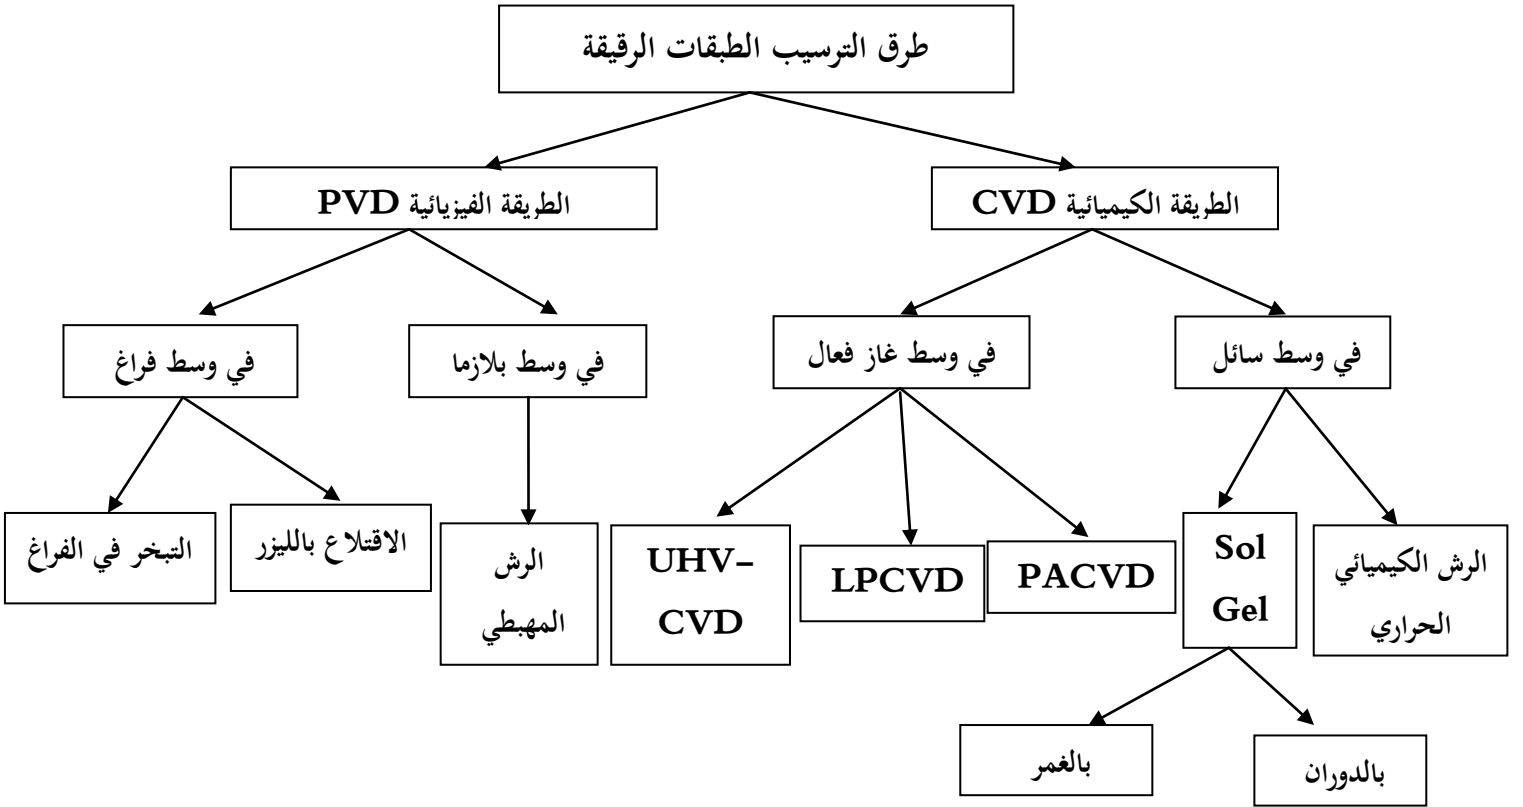 طرق الترسيب الطبقات الرقيقة
الطريقة الكيميائية CVD
الطريقة الفيزيائية PVD
في وسط سائل
في وسط غاز فعال
في وسط بلازما
في وسط فراغ
الرش الكيميائي
الحراري
Sol
Gel
PACVD
LPCVD
UHV–
CVD
الرش
المهبطي
الاقتلاع بالليزر
التبخر في الفراغ
بالدوران
بالغمر